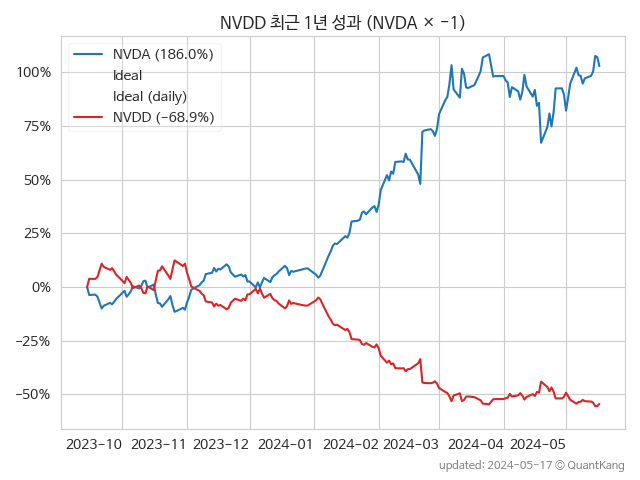 NVDD 최근 1년 성과 (NVDA × −1)
NVDA (186.0%)
Ideal
Ideal (daily)
NVDD (−68.9%)
100%
75%
50%
25%
0%
−25%
−50%
2023-10 2023-11 2023-12 2024-01 2024-02 2024-03 2024-04 2024-05
updated: 2024-05-17 © QuantKang